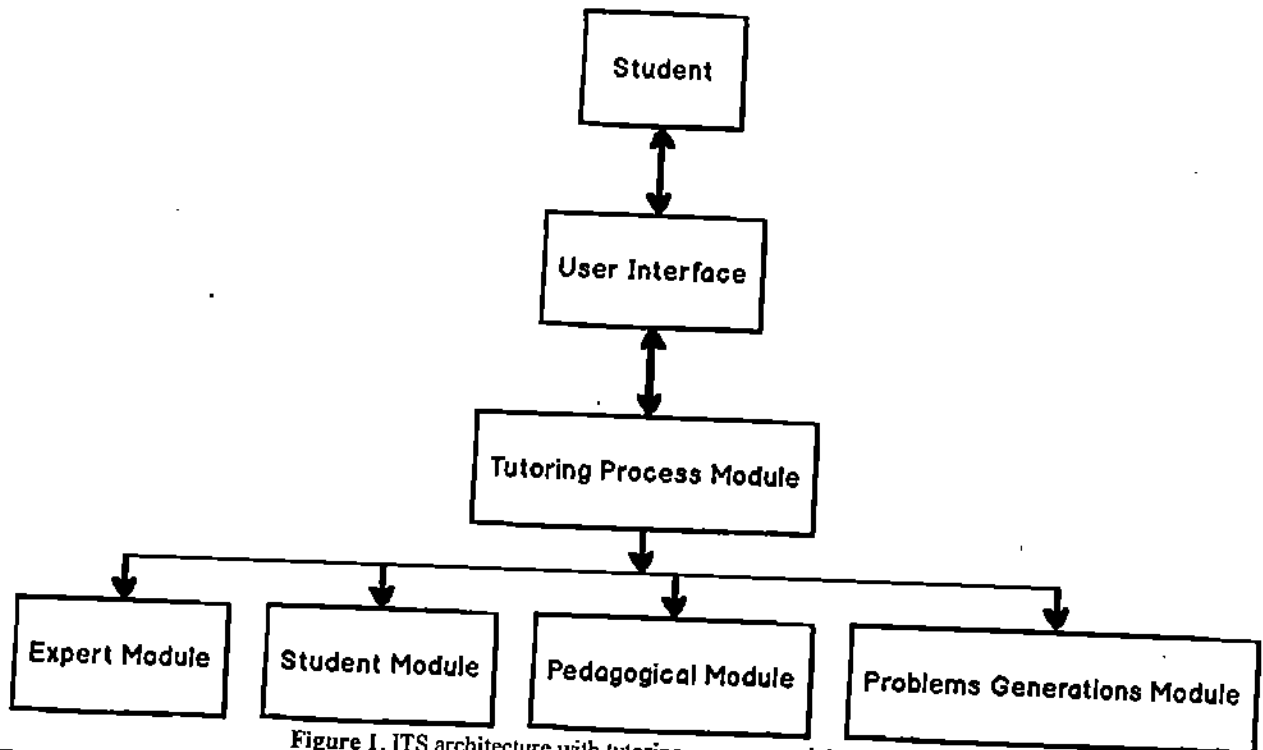 Student
User Interface
Tutoring Process Module
Expert Module
Student Module
Pedagogical Module
Problems Generations Module
Figure 1. ITS architecture with tutoring